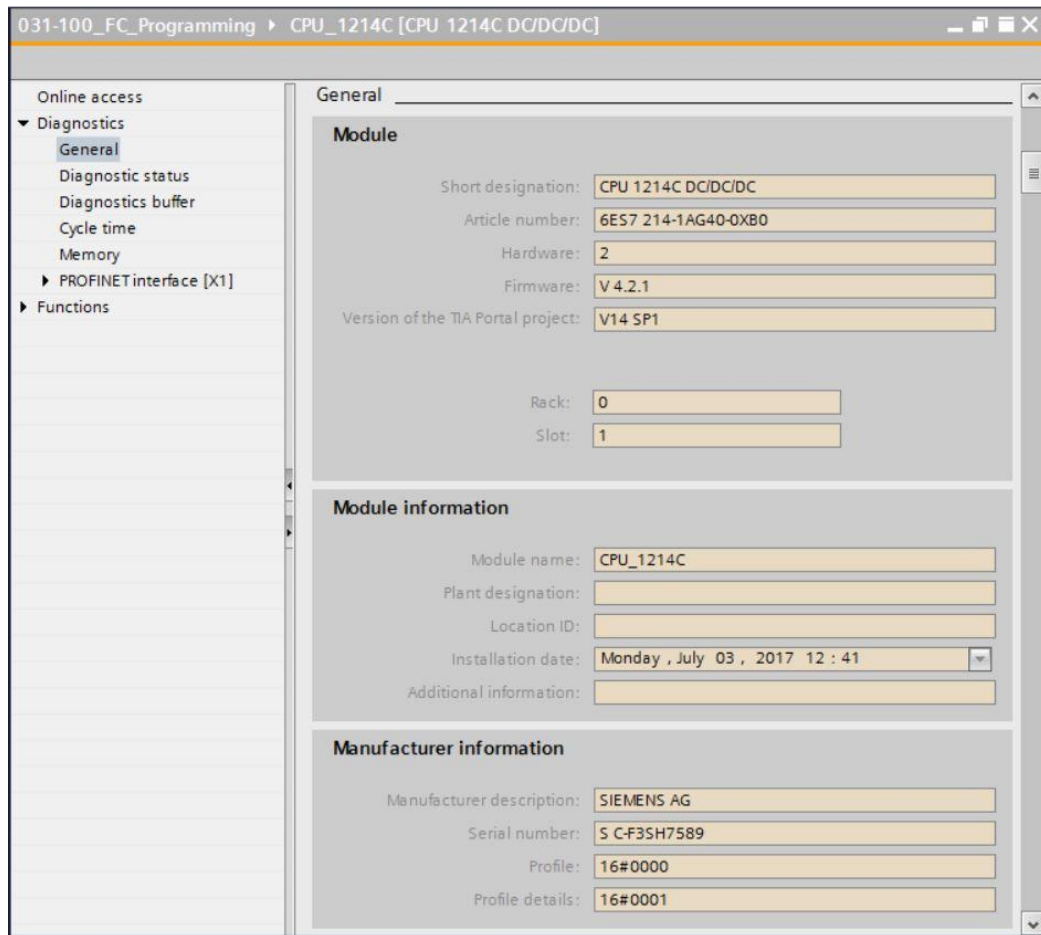 031-100_FC_Programming ▸ CPU_1214C [CPU 1214C DC/DC/DC]
Online access
Diagnostics
General
Diagnostic status
Diagnostics buffer
Cycle time
Memory
PROFINET interface [X1]
Functions
General
Module
Short designation: CPU 1214C DC/DC/DC
Article number: 6ES7 214-1AG40-0XB0
Hardware: 2
Firmware: V 4.2.1
Version of the TIA Portal project: V14 SP1
Rack: 0
Slot: 1
Module information
Module name: CPU_1214C
Plant designation:
Location ID:
Installation date: Monday , July 03 , 2017 12 : 41
Additional information:
Manufacturer information
Manufacturer description: SIEMENS AG
Serial number: S C-F3SH7589
Profile: 16#0000
Profile details: 16#0001